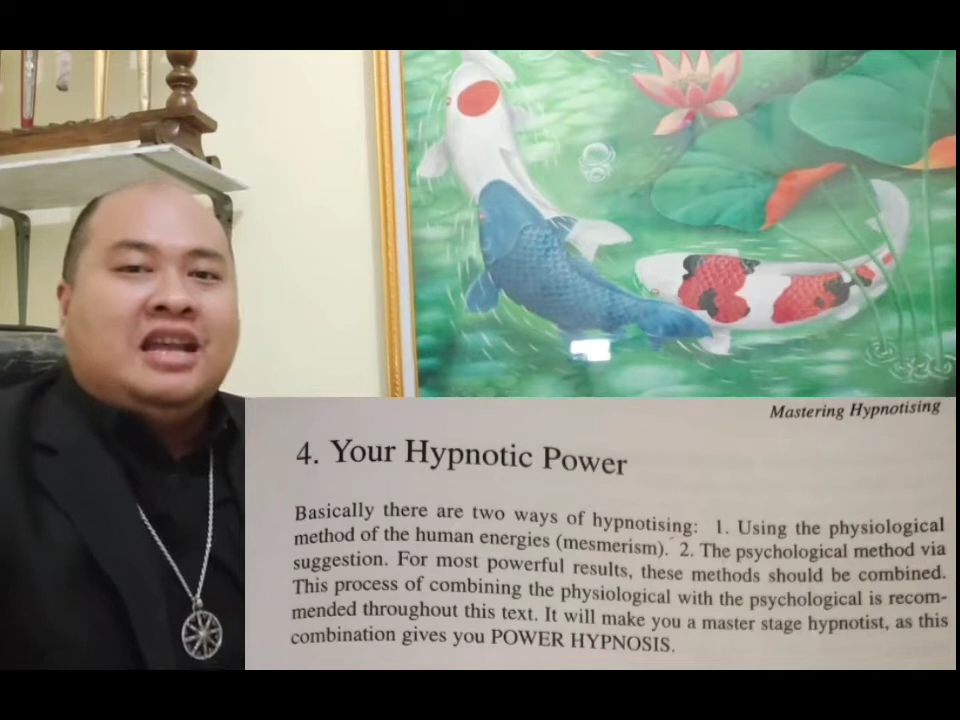 Mastering Hypnotising
4. Your Hypnotic Power
Basically there are two ways of hypnotising: 1. Using the physiological
method of the human energies (mesmerism). 2. The psychological method via
suggestion. For most powerful results, these methods should be combined.
This process of combining the physiological with the psychological is recom-
mended throughout this text. It will make you a master stage hypnotist, as this
combination gives you POWER HYPNOSIS.